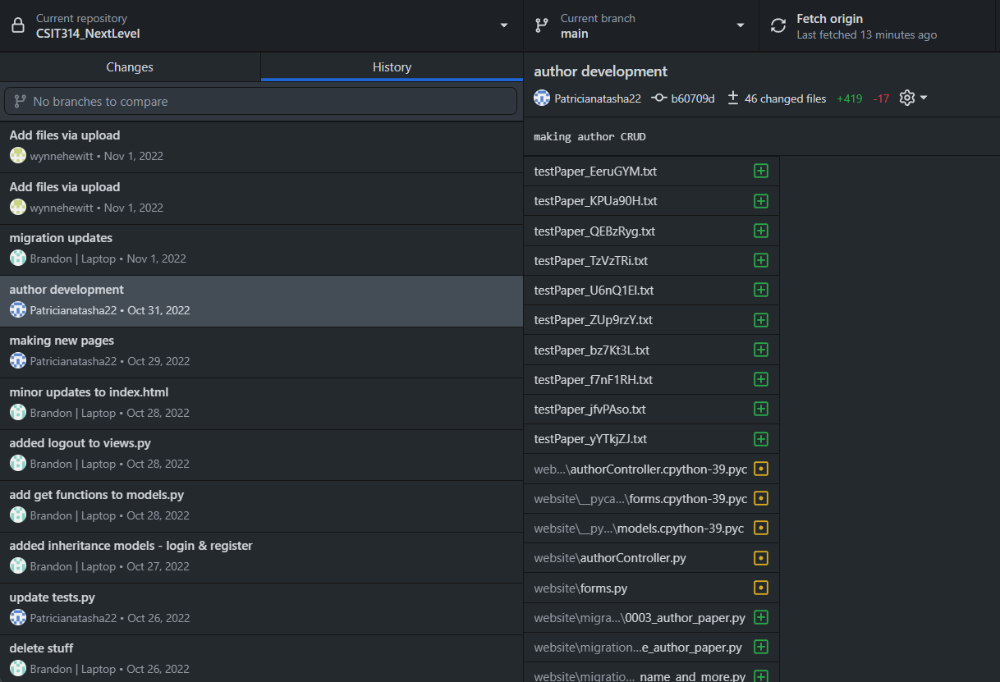 Current repository
CSIT314_NextLevel
Current branch
main
Fetch origin
Last fetched 13 minutes ago
Changes
History
No branches to compare
Add files via upload
wynnehewitt • Nov 1, 2022
Add files via upload
wynnehewitt • Nov 1, 2022
migration updates
Brandon | Laptop • Nov 1, 2022
author development
Patricianatasha22 • Oct 31, 2022
making new pages
Patricianatasha22 • Oct 29, 2022
minor updates to index.html
Brandon | Laptop • Oct 28, 2022
added logout to views.py
Brandon | Laptop • Oct 28, 2022
add get functions to models.py
Brandon | Laptop • Oct 28, 2022
added inheritance models - login & register
Brandon | Laptop • Oct 27, 2022
update tests.py
Patricianatasha22 • Oct 26, 2022
delete stuff
Brandon | Laptop • Oct 26, 2022
author development
Patricianatasha22 b60709d 46 changed files +419 -17
making author CRUD
testPaper_EeruGYM.txt
testPaper_KPUa90H.txt
testPaper_QEBzRyg.txt
testPaper_TzVzTRi.txt
testPaper_U6nQ1El.txt
testPaper_ZUp9rzY.txt
testPaper_bz7Kt3L.txt
testPaper_f7nF1RH.txt
testPaper_jfvPAso.txt
testPaper_yYTkjZJ.txt
web...\authorController.cpython-39.pyc
website\__pyca...\forms.cpython-39.pyc
website\__py...\models.cpython-39.pyc
website\authorController.py
website\forms.py
website\migra...\0003_author_paper.py
website\migration...e_author_paper.py
website\migratio..._name_and_more.py